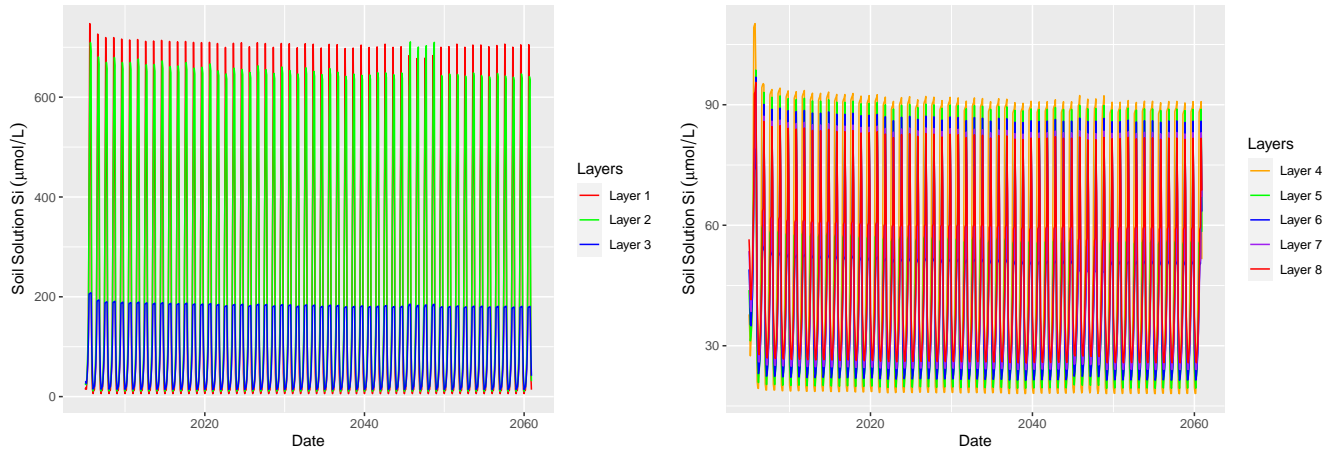 Soil Solution Si (μmol/L)
600
400
200
0
2020
2040
2060
Date
Layers
Layer 1
Layer 2
Layer 3
Soil Solution Si (μmol/L)
90
60
30
2020
2040
2060
Date
Layers
Layer 4
Layer 5
Layer 6
Layer 7
Layer 8